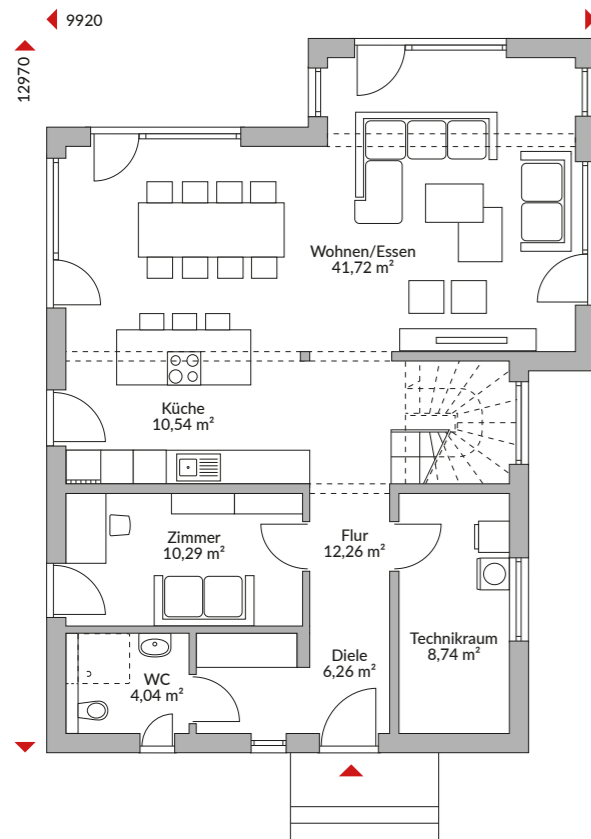 9920
12970
Wohnen/Essen
41,72 m²
Küche
10,54 m²
Zimmer
10,29 m²
Flur
12,26 m²
Technikraum
8,74 m²
Diele
6,26 m²
WC
4,04 m²